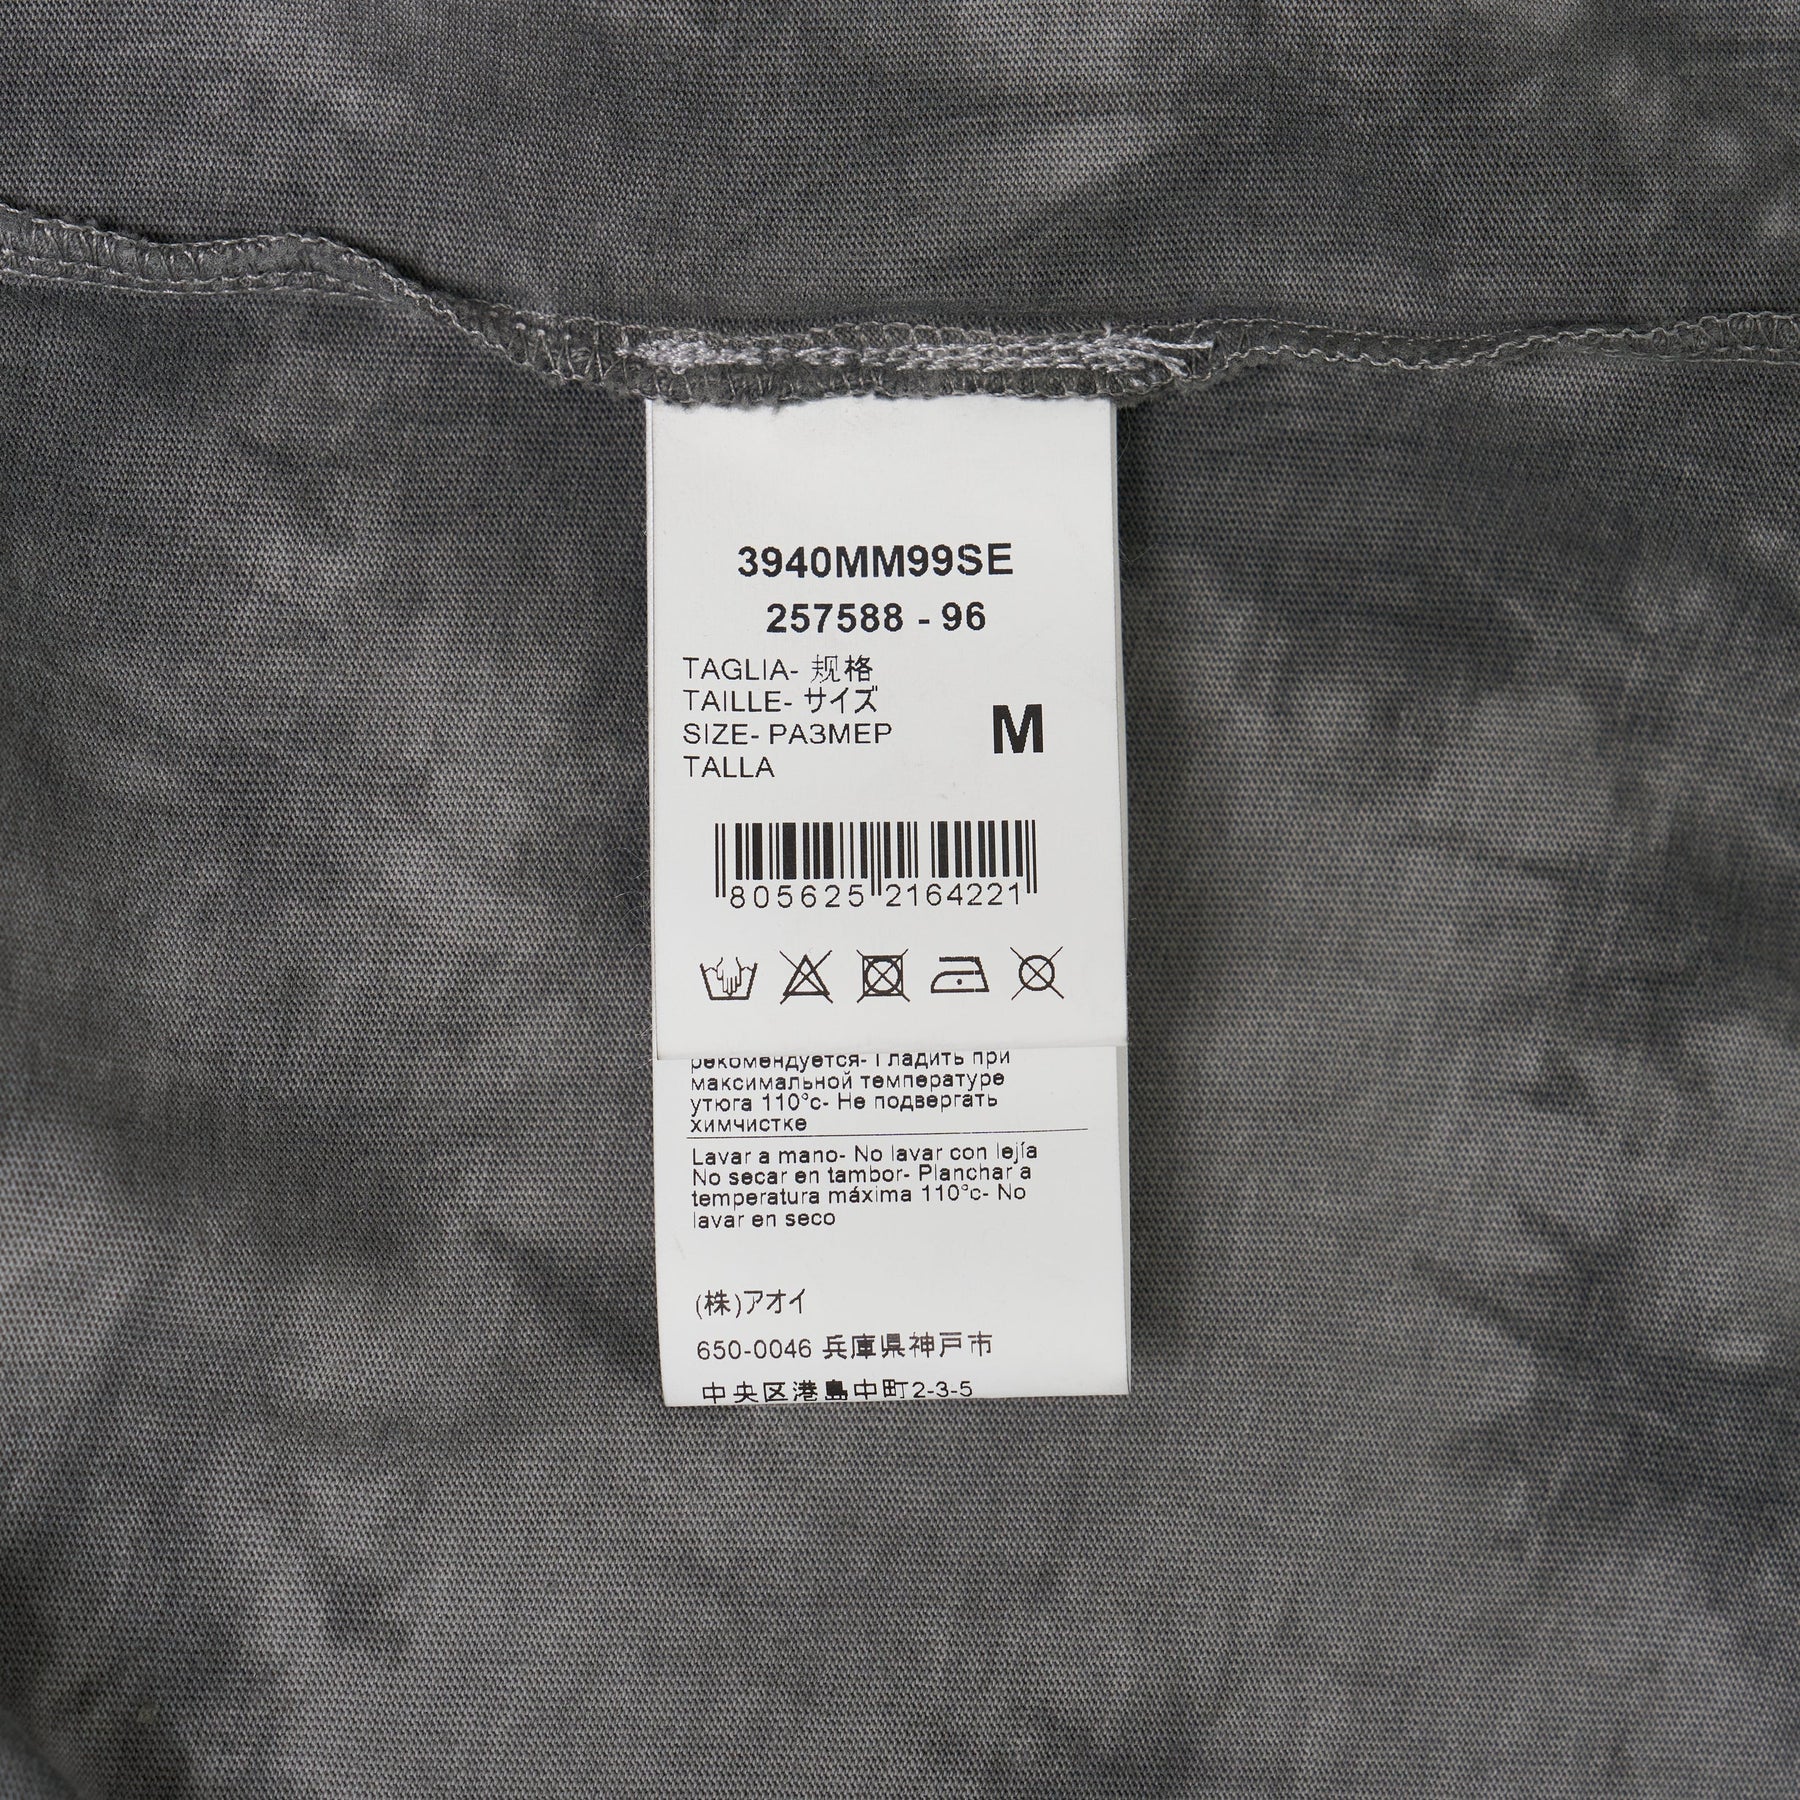 3940MM99SE
257588 - 96
TAGLIA- 规格
TAILLE- サイズ
SIZE- РАЗМЕР
TALLA
M
805625 2164221
рекомендуется- Гладить при
максимальной температуре
утюга 110°c- Не подвергать
химчистке
Lavar a mano- No lavar con lejía
No secar en tambor- Planchar a
temperatura máxima 110°c- No
lavar en seco
(株)アオイ
650-0046 兵庫県神戸市
中央区港島中町2-3-5